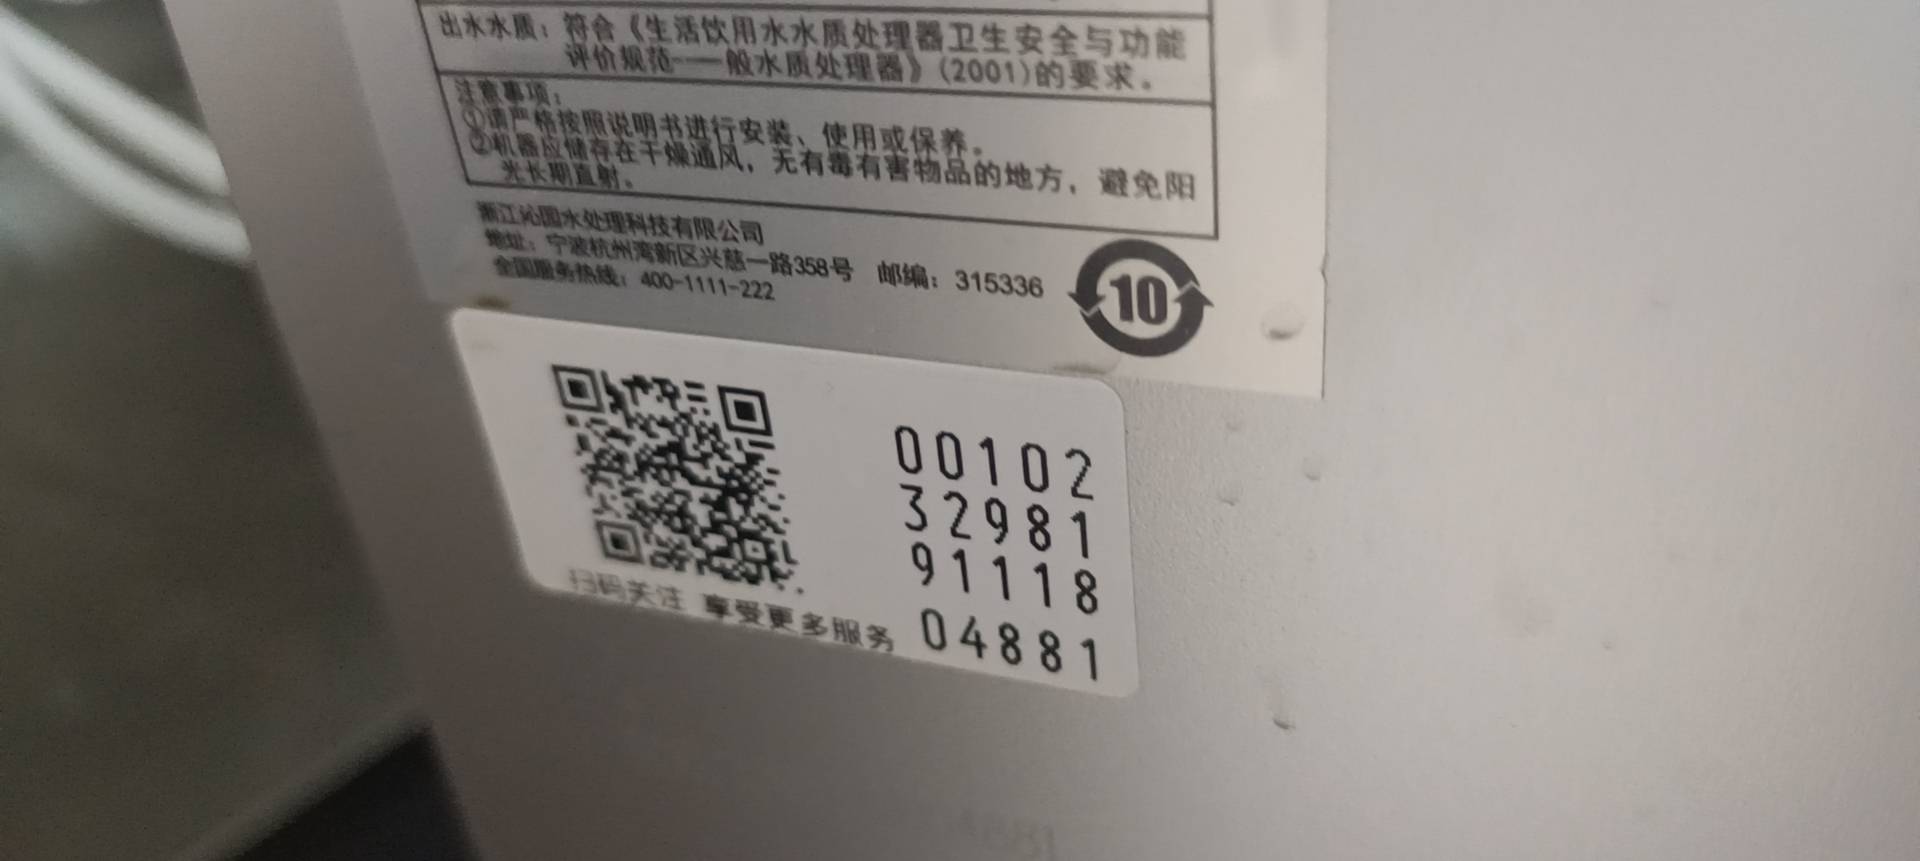 出水水质：符合《生活饮用水水质处理器卫生安全与功能
评价规范——般水质处理器》(2001)的要求。
注意事项：
①请严格按照说明书进行安装、使用或保养。
②机器应储存在干燥通风，无有毒有害物品的地方，避免阳
光长期直射。
浙江沁园水处理科技有限公司
地址：宁波杭州湾新区兴慈一路358号 邮编：315336
全国服务热线：400-1111-222
10
00102
32981
91118
04881
扫码关注 享受更多服务